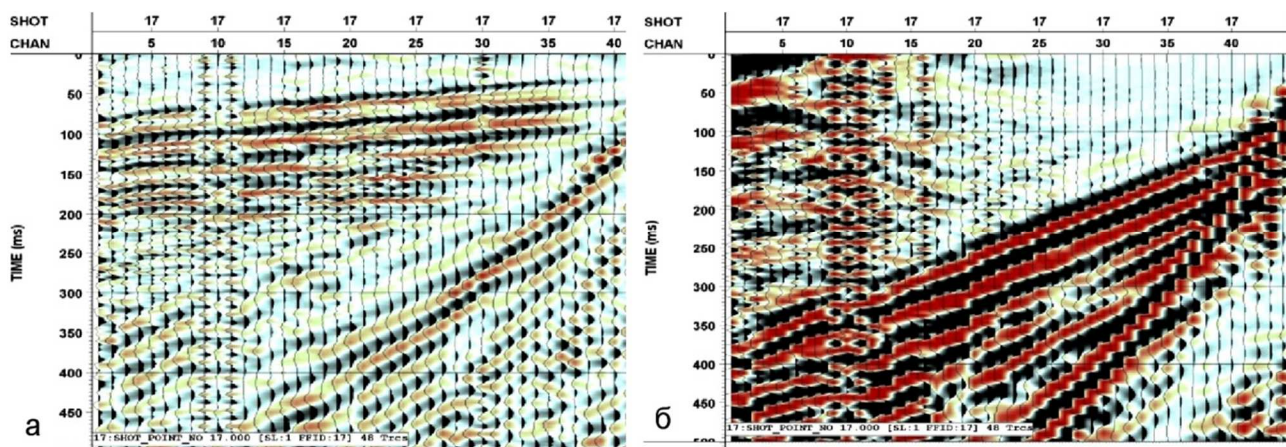 SHOT 17 17 17 17 17 17 17 17
CHAN 5 10 15 20 25 30 35 40
0
50
100
150
200
250
300
350
400
450
TIME (ms)
17:SHOT_POINT_NO 17.000 [SL:1 FFID:17] 48 Trcs
а
SHOT 17 17 17 17 17 17 17 17
CHAN 5 10 15 20 25 30 35 40
0
50
100
150
200
250
300
350
400
450
TIME (ms)
17:SHOT_POINT_NO 17.000 [SL:1 FFID:17] 48 Trcs
б